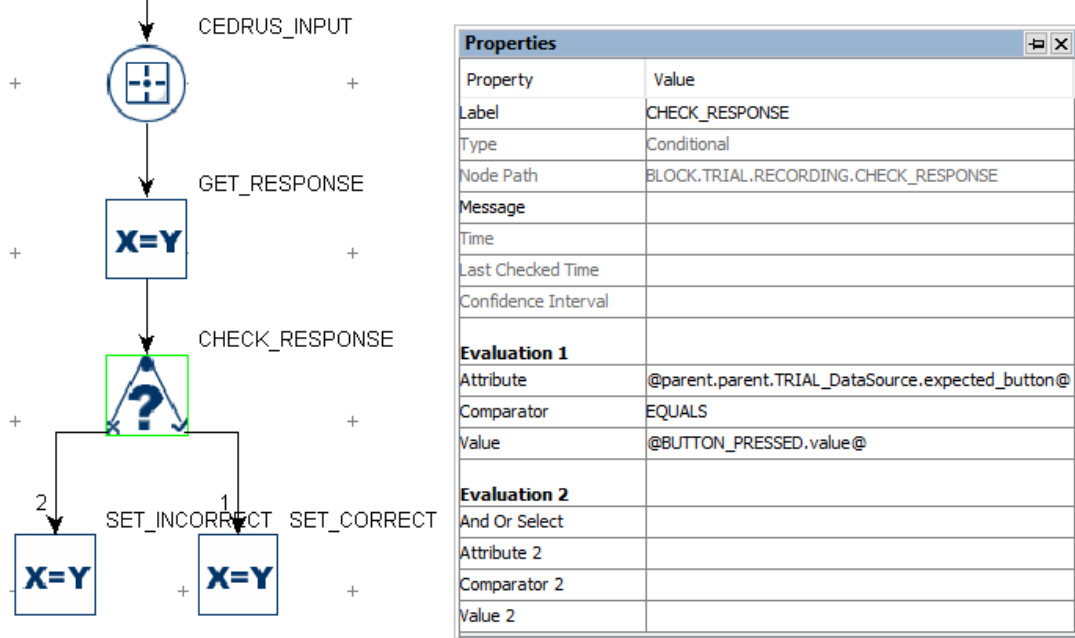 CEDRUS_INPUT
GET_RESPONSE
X=Y
CHECK_RESPONSE
?
2
1
SET_INCORRECT
SET_CORRECT
X=Y
X=Y
Properties
Property Value
Label CHECK_RESPONSE
Type Conditional
Node Path BLOCK.TRIAL.RECORDING.CHECK_RESPONSE
Message
Time
Last Checked Time
Confidence Interval
Evaluation 1
Attribute @parent.parent.TRIAL_DataSource.expected_button@
Comparator EQUALS
Value @BUTTON_PRESSED.value@
Evaluation 2
And Or Select
Attribute 2
Comparator 2
Value 2